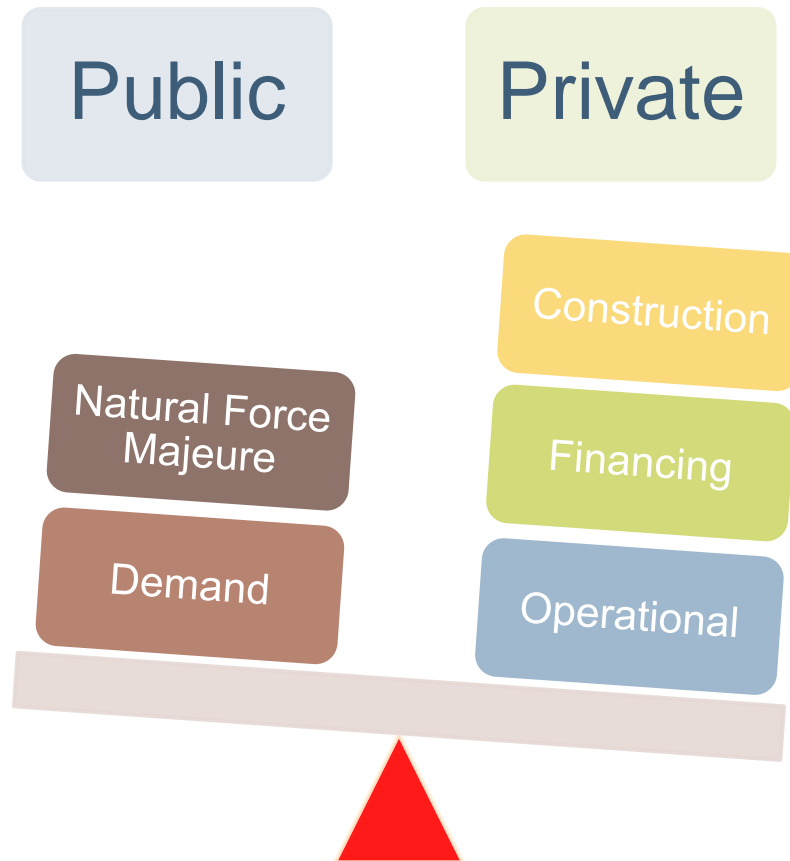 Public
Private
Natural Force
Majeure
Demand
Construction
Financing
Operational